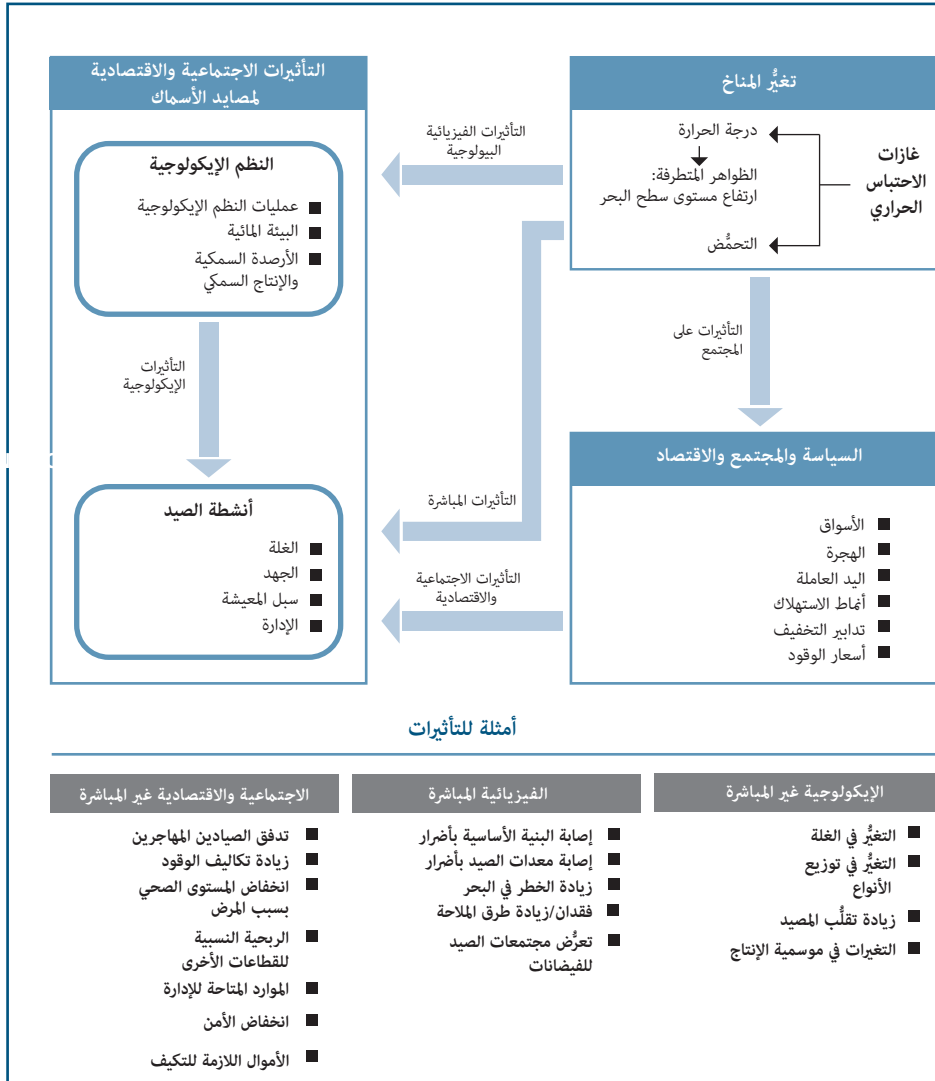 تغيُّر المناخ
غازات
الاحتباس
الحراري
درجة الحرارة
الظواهر المتطرفة:
ارتفاع مستوى سطح البحر
التحمُّض
التأثيرات الفيزيائية
البيولوجية
التأثيرات الاجتماعية والاقتصادية
لمصايد الأسماك
النظم الإيكولوجية
■ عمليات النظم الإيكولوجية
■ البيئة المائية
■ الأرصدة السمكية
والإنتاج السمكي
التأثيرات على
المجتمع
التأثيرات
الإيكولوجية
السياسة والمجتمع والاقتصاد
■ الأسواق
■ الهجرة
■ اليد العاملة
■ أنماط الاستهلاك
■ تدابير التخفيف
■ أسعار الوقود
التأثيرات المباشرة
التأثيرات الاجتماعية
والاقتصادية
أنشطة الصيد
■ الغلة
■ الجهد
■ سبل المعيشة
■ الإدارة
أمثلة للتأثيرات
الإيكولوجية غير المباشرة
■ التغيُّر في الغلة
■ التغيُّر في توزيع
الأنواع
■ زيادة تقلُّب المصيد
■ التغيرات في موسمية الإنتاج
الفيزيائية المباشرة
■ إصابة البنية الأساسية بأضرار
■ إصابة معدات الصيد بأضرار
■ زيادة الخطر في البحر
■ فقدان/زيادة طرق الملاحة
■ تعرُّض مجتمعات الصيد
للفيضانات
الاجتماعية والاقتصادية غير المباشرة
■ تدفق الصيادين المهاجرين
■ زيادة تكاليف الوقود
■ انخفاض المستوى الصحي
بسبب المرض
■ الربحية النسبية
للقطاعات الأخرى
■ الموارد المتاحة للإدارة
■ انخفاض الأمن
■ الأموال اللازمة للتكيف